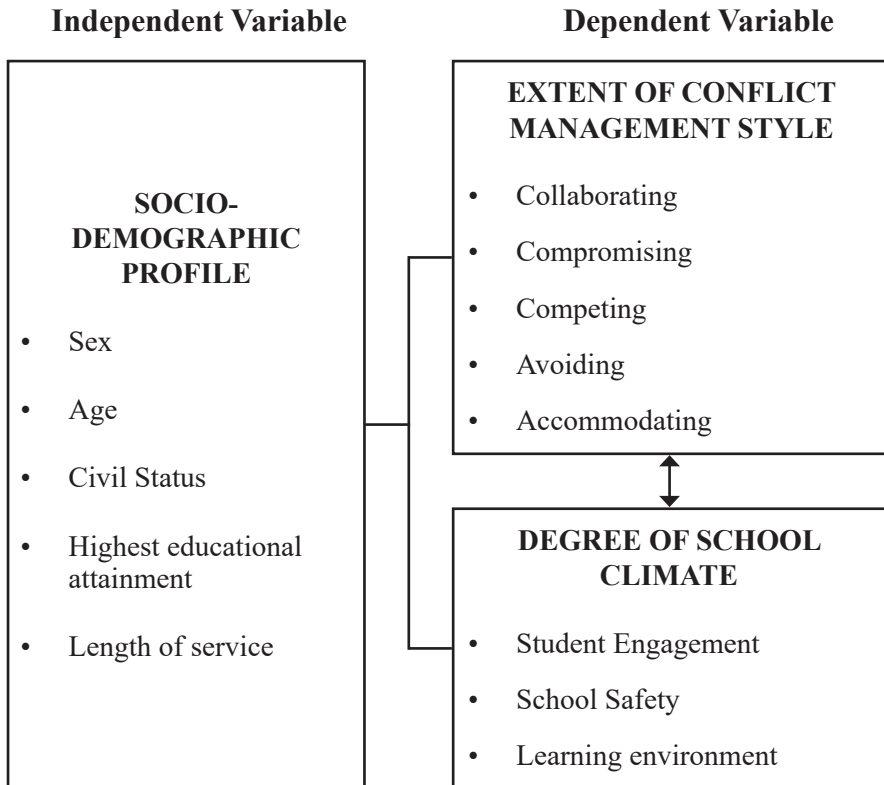 Independent Variable
SOCIO-
DEMOGRAPHIC
PROFILE
• Sex
• Age
• Civil Status
• Highest educational
attainment
• Length of service
Dependent Variable
EXTENT OF CONFLICT
MANAGEMENT STYLE
• Collaborating
• Compromising
• Competing
• Avoiding
• Accommodating
DEGREE OF SCHOOL
CLIMATE
• Student Engagement
• School Safety
• Learning environment